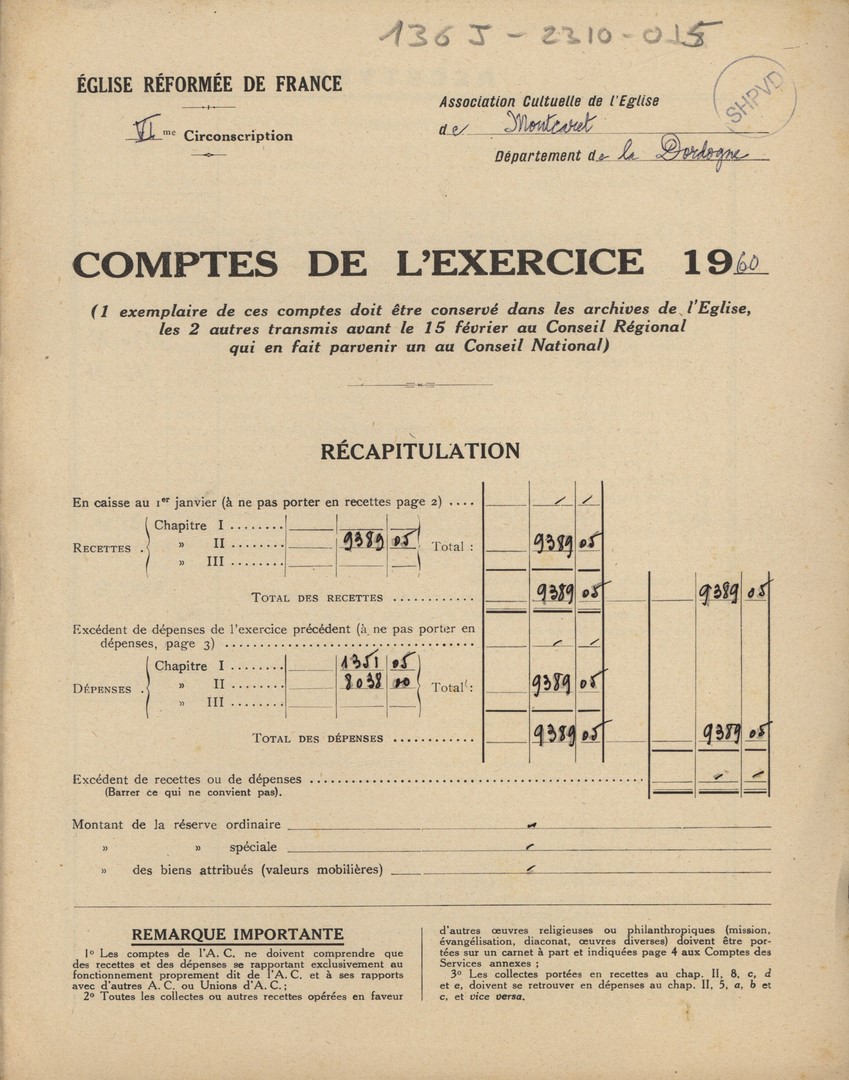 136 J - 2310 - 015
ÉGLISE RÉFORMÉE DE FRANCE
VI me Circonscription
Association Cultuelle de l'Eglise
de Montcaret
Département de la Dordogne
SHPVD
COMPTES DE L'EXERCICE 1960
(1 exemplaire de ces comptes doit être conservé dans les archives de l'Eglise,
les 2 autres transmis avant le 15 février au Conseil Régional
qui en fait parvenir un au Conseil National)
RÉCAPITULATION
En caisse au 1er janvier (à ne pas porter en recettes page 2) .... / /
Chapitre I ........
RECETTES . » II ........ 9389 05 Total : 9389 05
» III ........
TOTAL DES RECETTES ............ 9389 05 9389 05
Excédent de dépenses de l'exercice précédent (à ne pas porter en
dépenses, page 3) ........ / /
Chapitre I ........ 1351 05
DÉPENSES . » II ........ 8038 00 Total : 9389 05
» III ........
TOTAL DES DÉPENSES ............ 9389 05 9389 05
Excédent de recettes ou de dépenses ........ / /
(Barrer ce qui ne convient pas).
Montant de la réserve ordinaire
» » spéciale
» des biens attribués (valeurs mobilières)
REMARQUE IMPORTANTE
1° Les comptes de l'A. C. ne doivent comprendre que
des recettes et des dépenses se rapportant exclusivement au
fonctionnement proprement dit de l'A. C. et à ses rapports
avec d'autres A. C. ou Unions d'A. C. ;
2° Toutes les collectes ou autres recettes opérées en faveur
d'autres œuvres religieuses ou philanthropiques (mission,
évangélisation, diaconat, œuvres diverses) doivent être por-
tées sur un carnet à part et indiquées page 4 aux Comptes des
Services annexes ;
3° Les collectes portées en recettes au chap. II, 8, c, d
et e, doivent se retrouver en dépenses au chap. II, 5, a, b et
c, et vice versa.